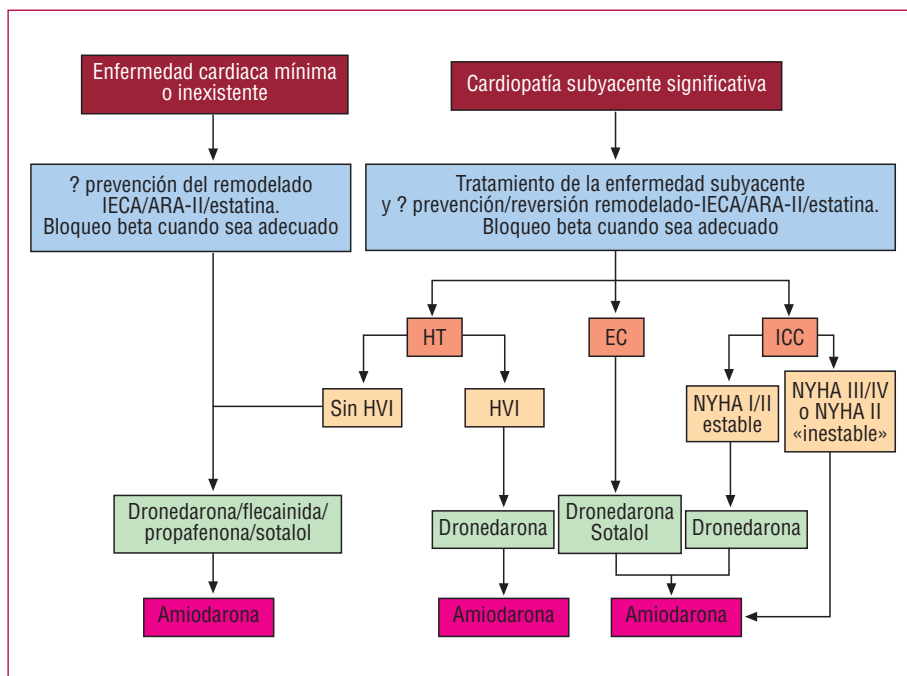 Enfermedad cardiaca mínima
o inexistente
Cardiopatía subyacente significativa
? prevención del remodelado
IECA/ARA-II/estatina.
Bloqueo beta cuando sea adecuado
Tratamiento de la enfermedad subyacente
y ? prevención/reversión remodelado-IECA/ARA-II/estatina.
Bloqueo beta cuando sea adecuado
HT
EC
ICC
Sin HVI
HVI
NYHA I/II
estable
NYHA III/IV
o NYHA II
«inestable»
Dronedarona/flecainida/
propafenona/sotalol
Dronedarona
Dronedarona
Sotalol
Dronedarona
Amiodarona
Amiodarona
Amiodarona